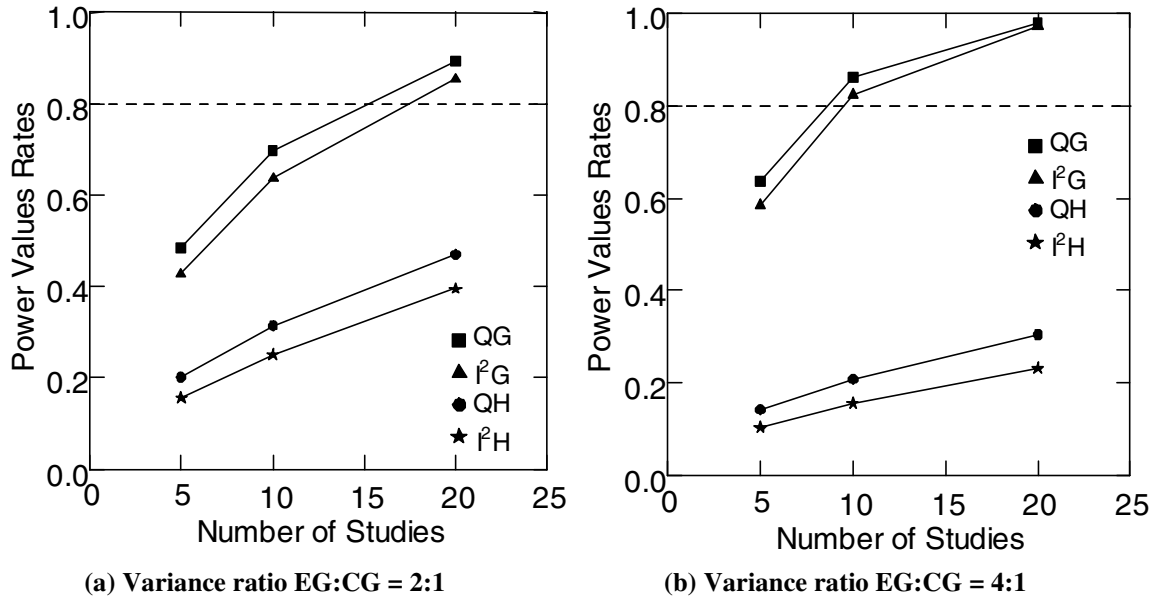 1.0
0.8
0.6
0.4
0.2
0.0
Power Values Rates
QG
I²G
QH
I²H
0 5 10 15 20 25
Number of Studies
(a) Variance ratio EG:CG = 2:1
1.0
0.8
0.6
0.4
0.2
0.0
Power Values Rates
QG
I²G
QH
I²H
0 5 10 15 20 25
Number of Studies
(b) Variance ratio EG:CG = 4:1